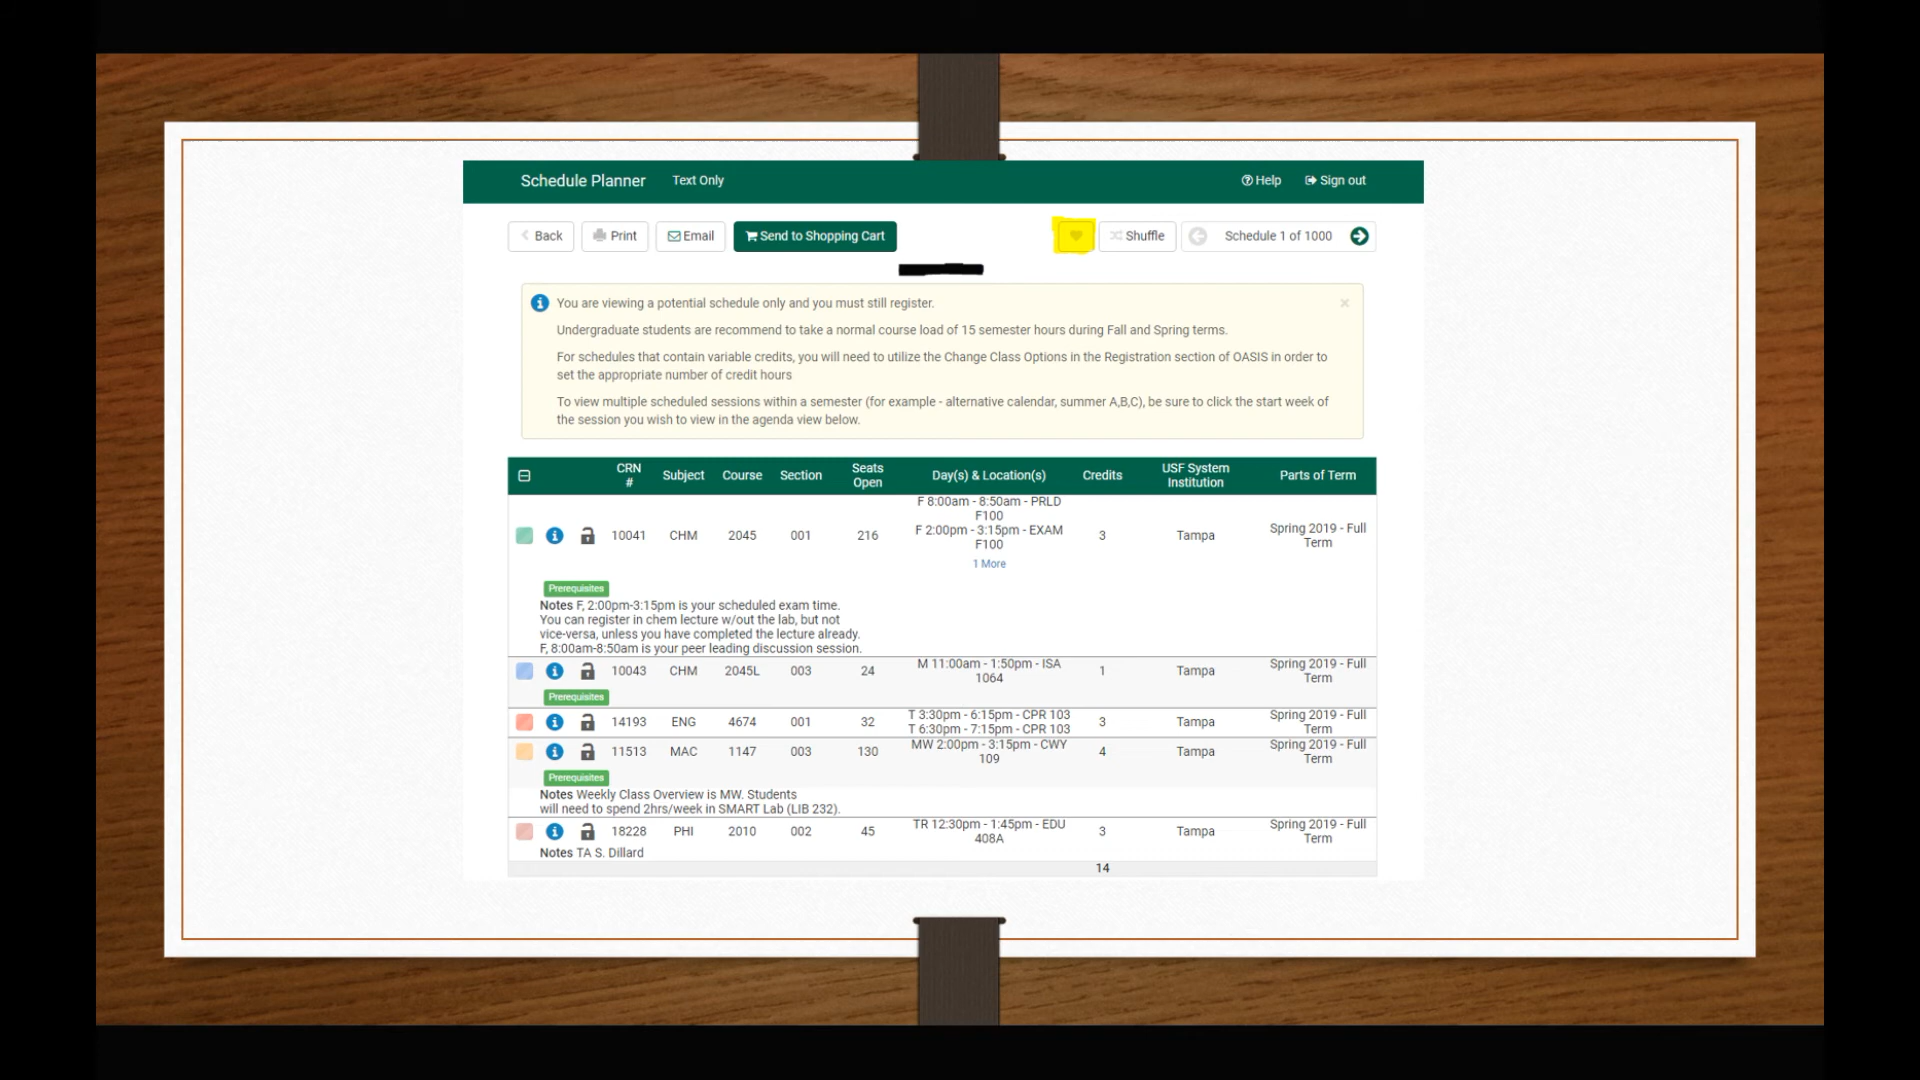 Schedule Planner Text Only Help Sign out
Back Print Email Send to Shopping Cart Shuffle Schedule 1 of 1000
You are viewing a potential schedule only and you must still register.
Undergraduate students are recommend to take a normal course load of 15 semester hours during Fall and Spring terms.
For schedules that contain variable credits, you will need to utilize the Change Class Options in the Registration section of OASIS in order to
set the appropriate number of credit hours
To view multiple scheduled sessions within a semester (for example - alternative calendar, summer A,B,C), be sure to click the start week of
the session you wish to view in the agenda view below.
CRN # Subject Course Section Seats Open Day(s) & Location(s) Credits USF System Institution Parts of Term
F 8:00am - 8:50am - PRLD
F100
F 2:00pm - 3:15pm - EXAM
F100
1 More
10041 CHM 2045 001 216 3 Tampa Spring 2019 - Full Term
Prerequisites
Notes F, 2:00pm-3:15pm is your scheduled exam time.
You can register in chem lecture w/out the lab, but not
vice-versa, unless you have completed the lecture already.
F, 8:00am-8:50am is your peer leading discussion session.
10043 CHM 2045L 003 24 M 11:00am - 1:50pm - ISA 1064 1 Tampa Spring 2019 - Full Term
Prerequisites
14193 ENG 4674 001 32 T 3:30pm - 6:15pm - CPR 103 T 6:30pm - 7:15pm - CPR 103 3 Tampa Spring 2019 - Full Term
11513 MAC 1147 003 130 MW 2:00pm - 3:15pm - CWY 109 4 Tampa Spring 2019 - Full Term
Prerequisites
Notes Weekly Class Overview is MW. Students
will need to spend 2hrs/week in SMART Lab (LIB 232).
18228 PHI 2010 002 45 TR 12:30pm - 1:45pm - EDU 408A 3 Tampa Spring 2019 - Full Term
Notes TA S. Dillard
14